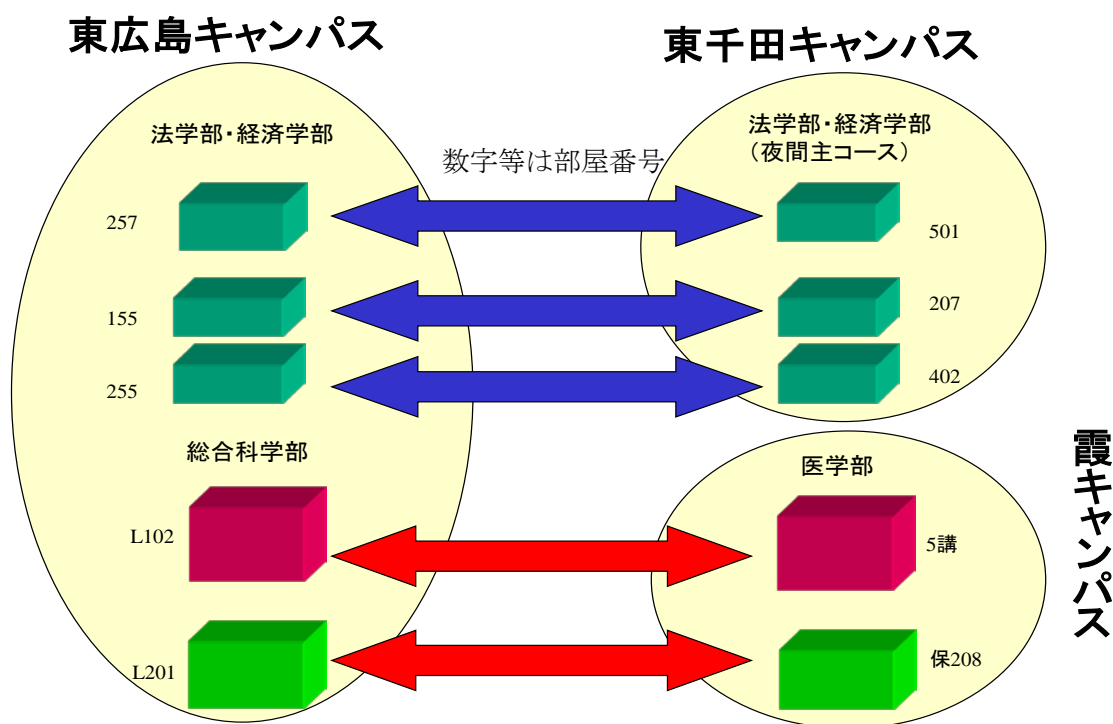 東広島キャンパス
東千田キャンパス
法学部・経済学部
法学部・経済学部
（夜間主コース）
数字等は部屋番号
257
501
155
207
255
402
総合科学部
医学部
霞キャンパス
L102
5講
L201
保208